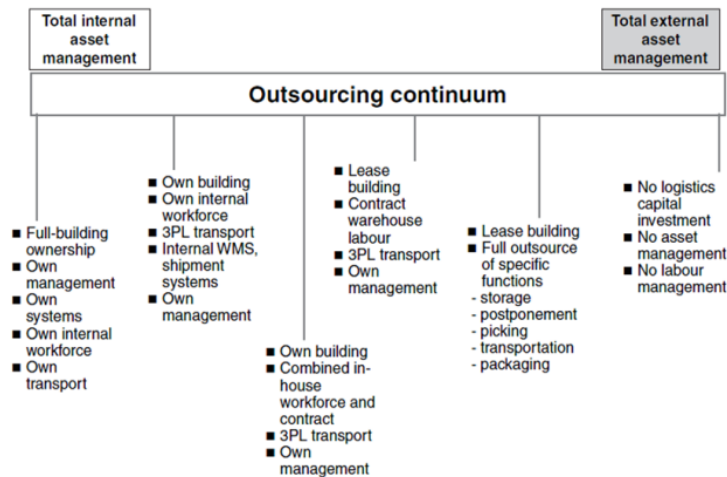 Total internal
asset
management
Total external
asset
management
Outsourcing continuum
■ Full-building
ownership
■ Own
management
■ Own
systems
■ Own internal
workforce
■ Own
transport
■ Own building
■ Own internal
workforce
■ 3PL transport
■ Internal WMS,
shipment
systems
■ Own
management
■ Own building
■ Combined in-
house
workforce and
contract
■ 3PL transport
■ Own
management
■ Lease
building
■ Contract
warehouse
labour
■ 3PL transport
■ Own
management
■ Lease building
■ Full outsource
of specific
functions
- storage
- postponement
- picking
- transportation
- packaging
■ No logistics
capital
investment
■ No asset
management
■ No labour
management